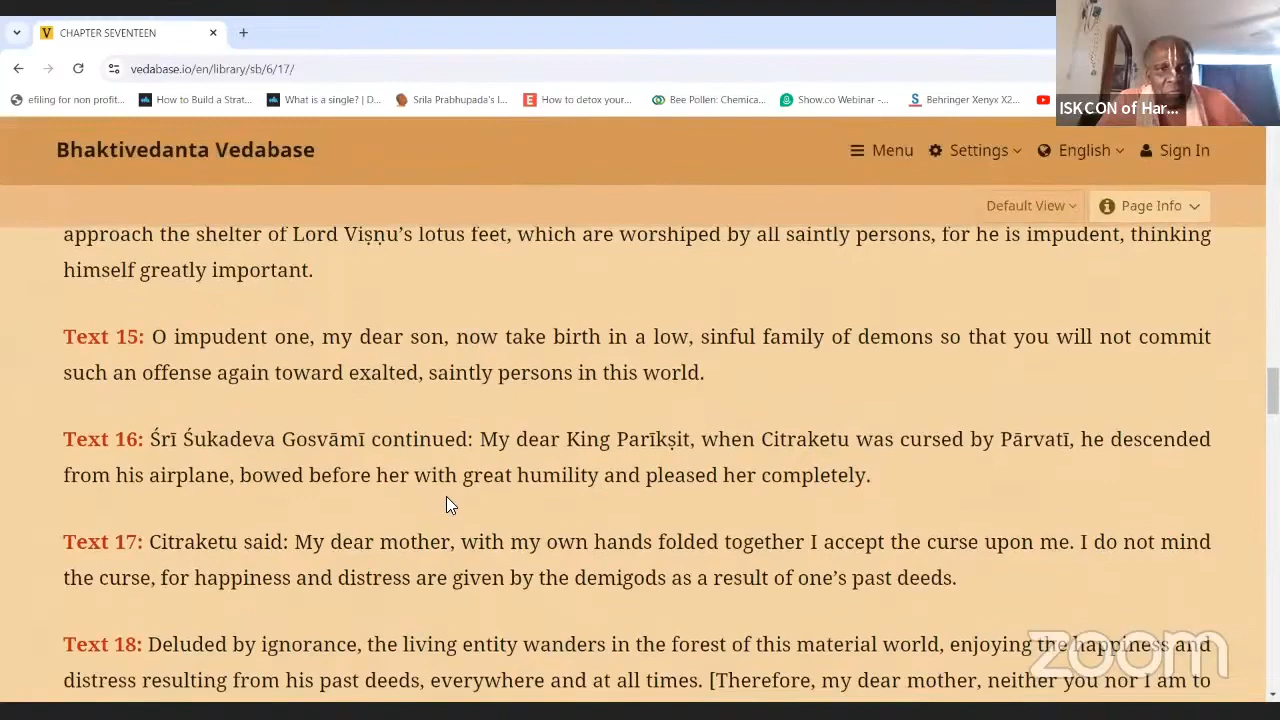 CHAPTER SEVENTEEN
vedabase.io/en/library/sb/6/17/
efiling for non profit...
How to Build a Strat...
What is a single? | D...
Srila Prabhupada's l...
How to detox your...
Bee Pollen: Chemica...
Show.co Webinar -...
Behringer Xenyx X2...
ISKCON of Har...
Bhaktivedanta Vedabase
Menu
Settings
English
Sign In
Default View
Page Info
approach the shelter of Lord Viṣṇu’s lotus feet, which are worshiped by all saintly persons, for he is impudent, thinking
himself greatly important.
Text 15: O impudent one, my dear son, now take birth in a low, sinful family of demons so that you will not commit
such an offense again toward exalted, saintly persons in this world.
Text 16: Śrī Śukadeva Gosvāmī continued: My dear King Parīkṣit, when Citraketu was cursed by Pārvatī, he descended
from his airplane, bowed before her with great humility and pleased her completely.
Text 17: Citraketu said: My dear mother, with my own hands folded together I accept the curse upon me. I do not mind
the curse, for happiness and distress are given by the demigods as a result of one’s past deeds.
Text 18: Deluded by ignorance, the living entity wanders in the forest of this material world, enjoying the happiness and
distress resulting from his past deeds, everywhere and at all times. [Therefore, my dear mother, neither you nor I am to
zoom